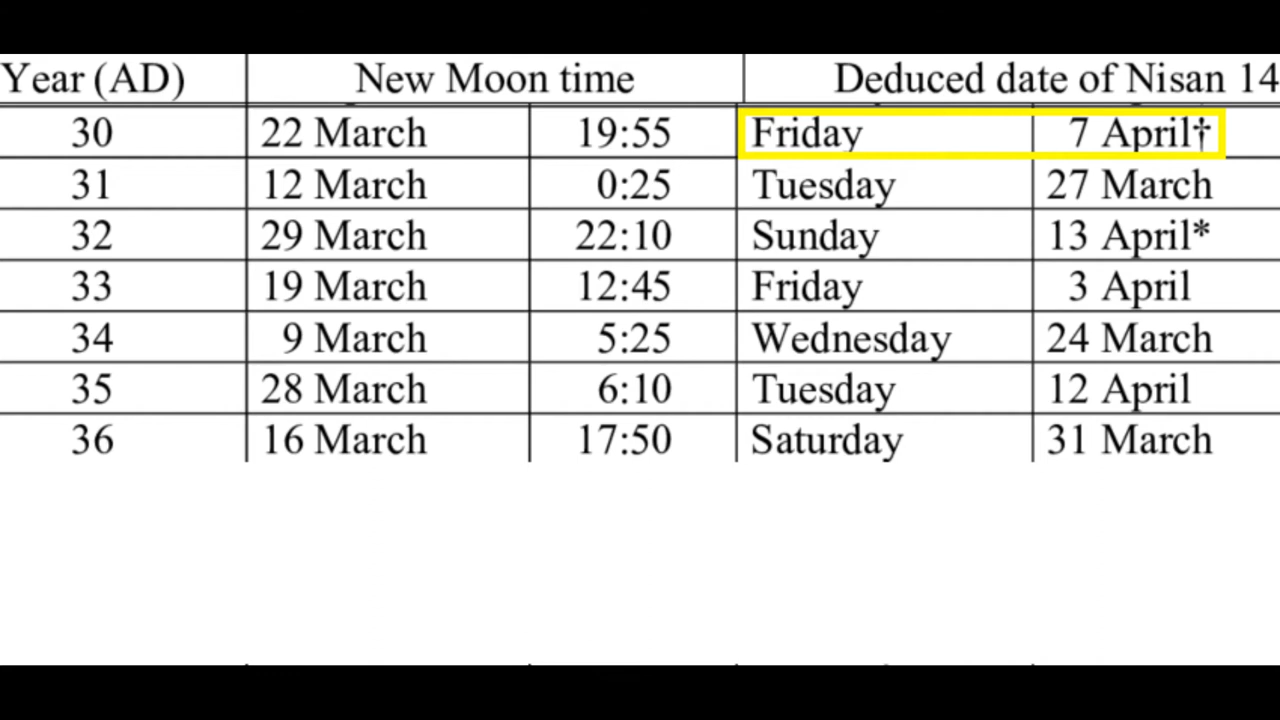 Year (AD) New Moon time Deduced date of Nisan 14
30 22 March 19:55 Friday 7 April†
31 12 March 0:25 Tuesday 27 March
32 29 March 22:10 Sunday 13 April*
33 19 March 12:45 Friday 3 April
34 9 March 5:25 Wednesday 24 March
35 28 March 6:10 Tuesday 12 April
36 16 March 17:50 Saturday 31 March